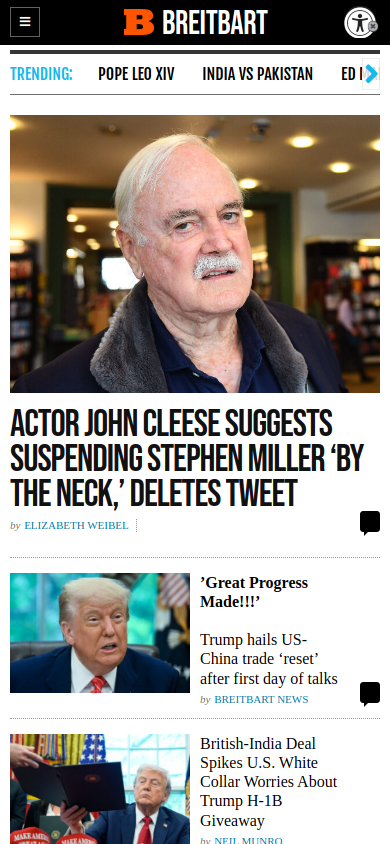 BREITBART
TRENDING: POPE LEO XIV INDIA VS PAKISTAN ED
ACTOR JOHN CLEESE SUGGESTS
SUSPENDING STEPHEN MILLER ‘BY
THE NECK,’ DELETES TWEET
by ELIZABETH WEIBEL
’Great Progress
Made!!!’
Trump hails US-
China trade ‘reset’
after first day of talks
by BREITBART NEWS
British-India Deal
Spikes U.S. White
Collar Worries About
Trump H-1B
Giveaway
by NEIL MUNRO
MAKE AMERICA